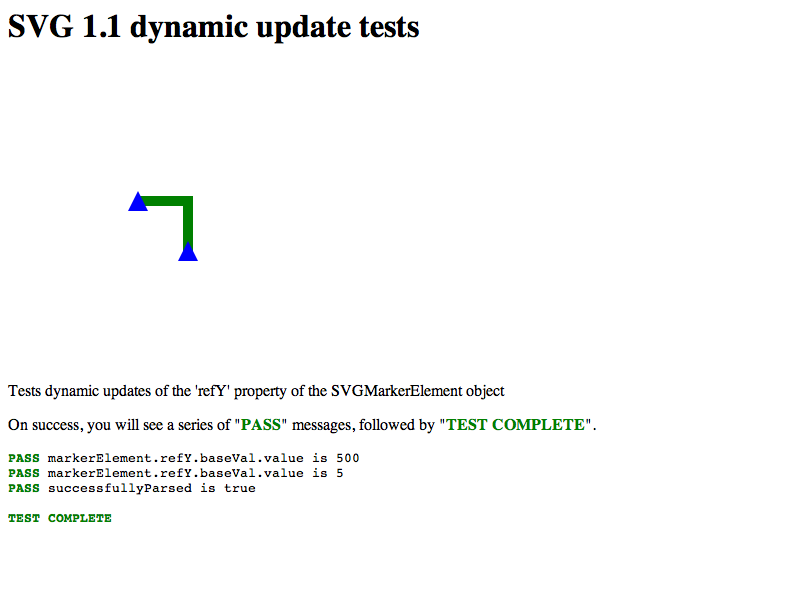 SVG 1.1 dynamic update tests
Tests dynamic updates of the 'refY' property of the SVGMarkerElement object
On success, you will see a series of "PASS" messages, followed by "TEST COMPLETE".
PASS markerElement.refY.baseVal.value is 500
PASS markerElement.refY.baseVal.value is 5
PASS successfullyParsed is true
TEST COMPLETE